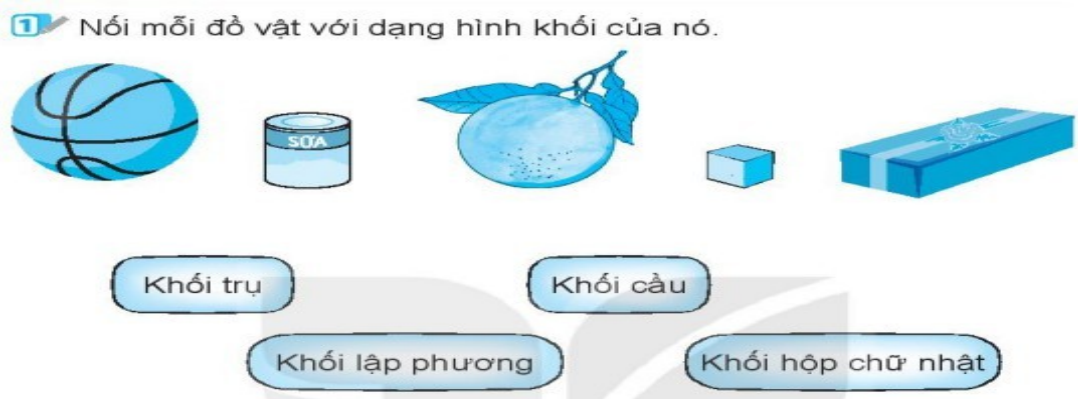 1 Nối mỗi đồ vật với dạng hình khối của nó.
SỮA
Khối trụ
Khối cầu
Khối lập phương
Khối hộp chữ nhật